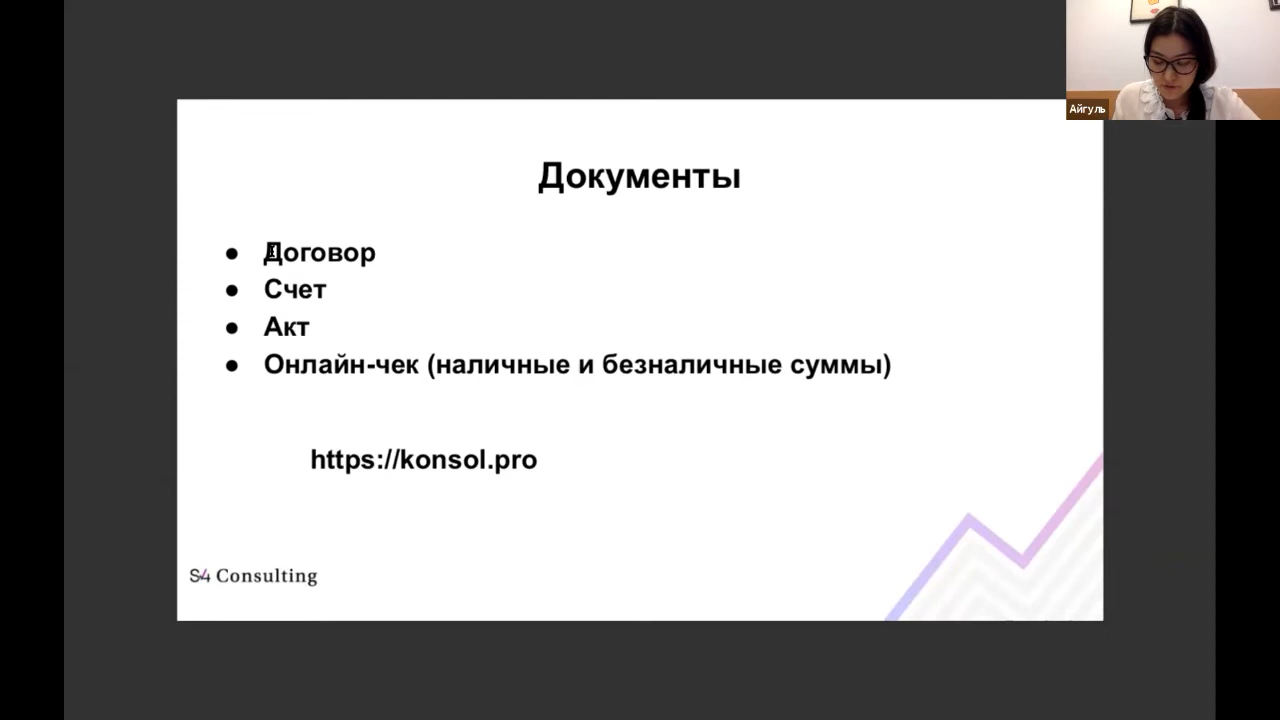 Айгуль
Документы
● Договор
● Счет
● Акт
● Онлайн-чек (наличные и безналичные суммы)
https://konsol.pro
S4 Consulting